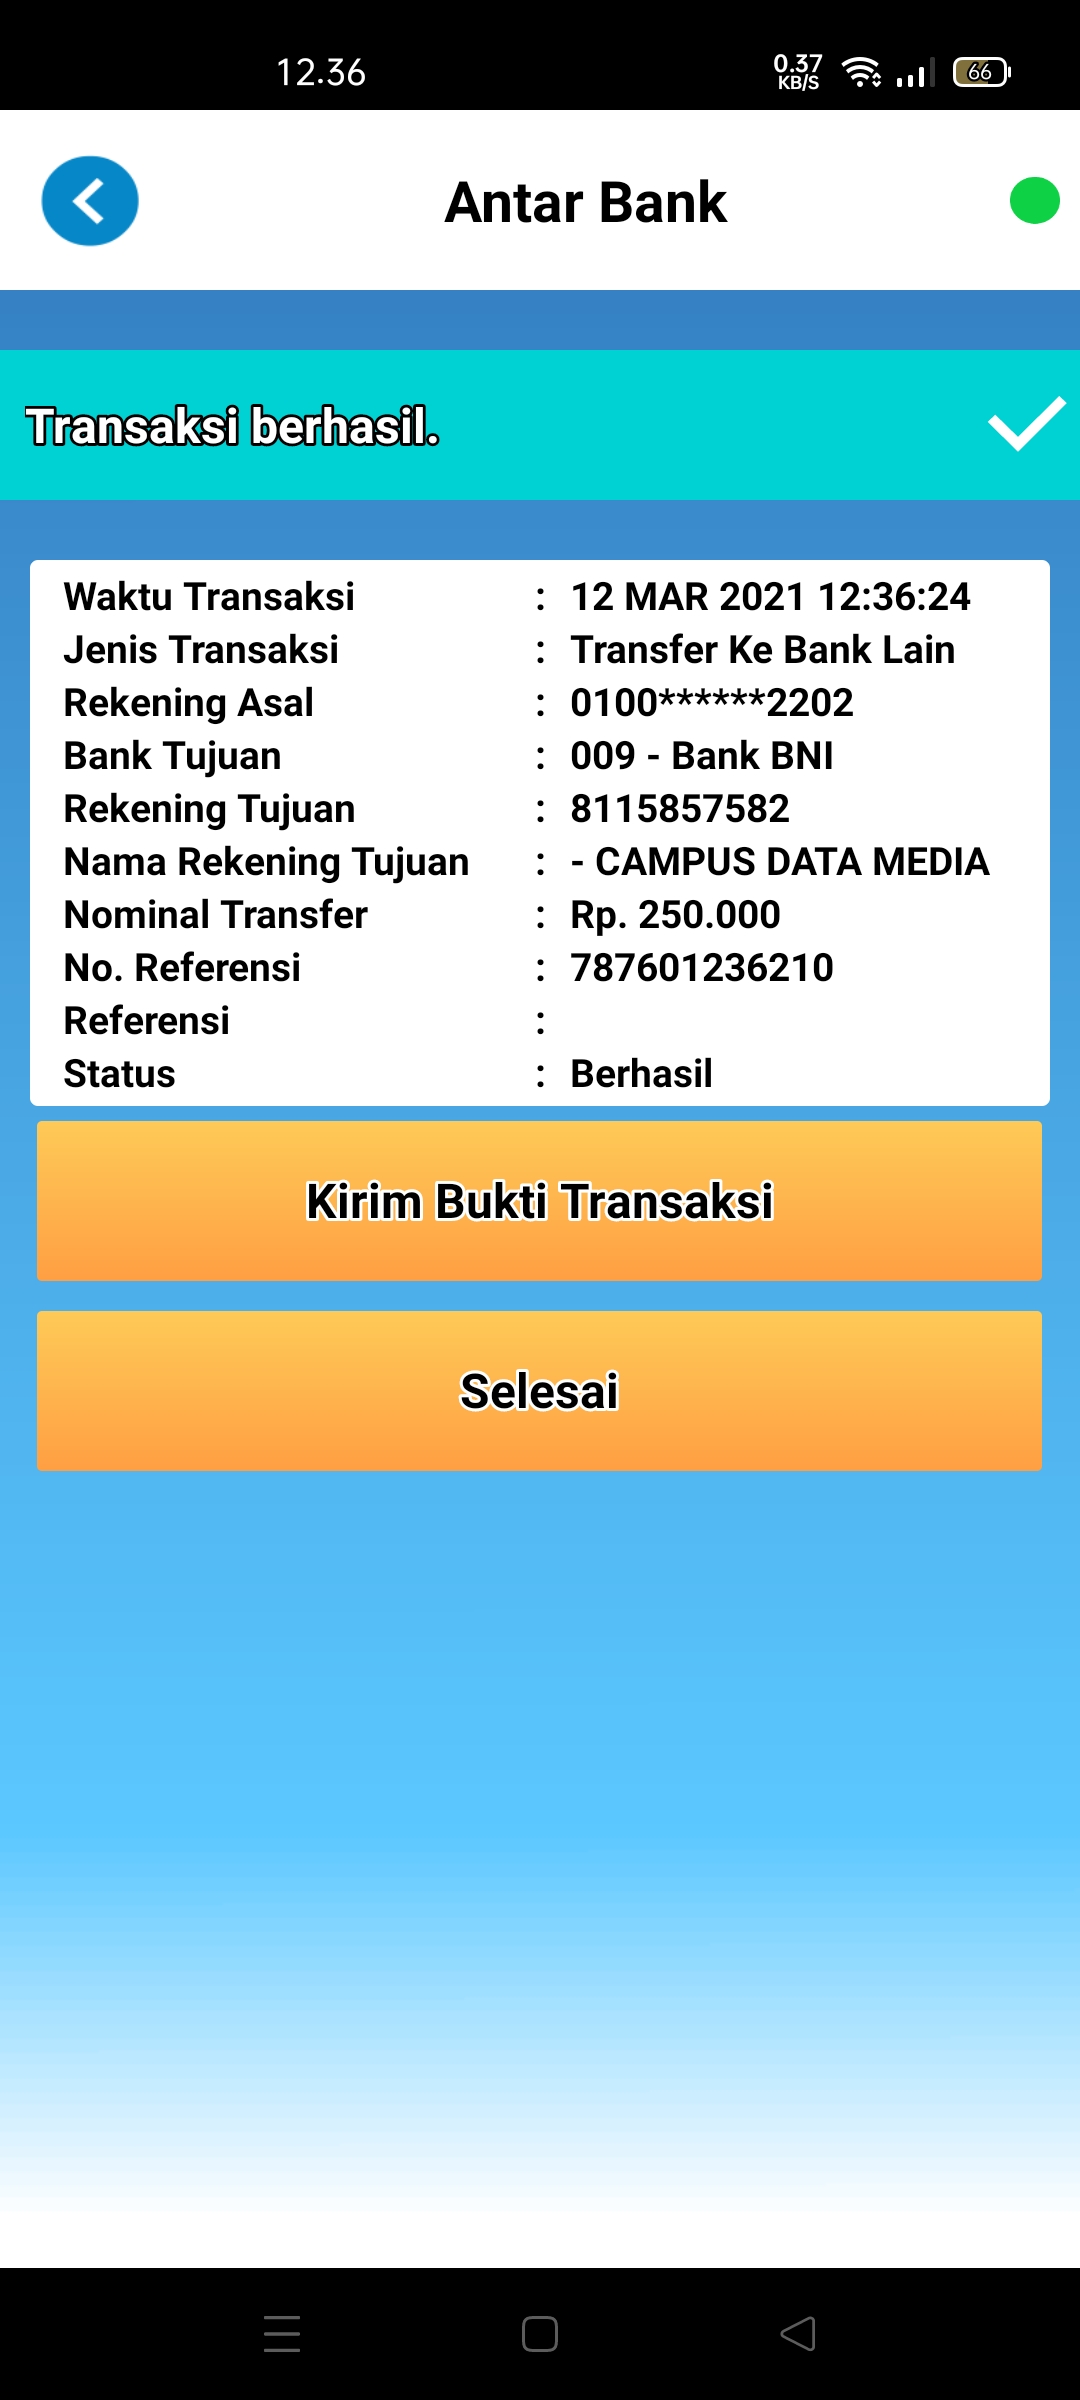 12.36
0.37
KB/S
66
Antar Bank
Transaksi berhasil.
Waktu Transaksi : 12 MAR 2021 12:36:24
Jenis Transaksi : Transfer Ke Bank Lain
Rekening Asal : 0100******2202
Bank Tujuan : 009 - Bank BNI
Rekening Tujuan : 8115857582
Nama Rekening Tujuan : - CAMPUS DATA MEDIA
Nominal Transfer : Rp. 250.000
No. Referensi : 787601236210
Referensi :
Status : Berhasil
Kirim Bukti Transaksi
Selesai